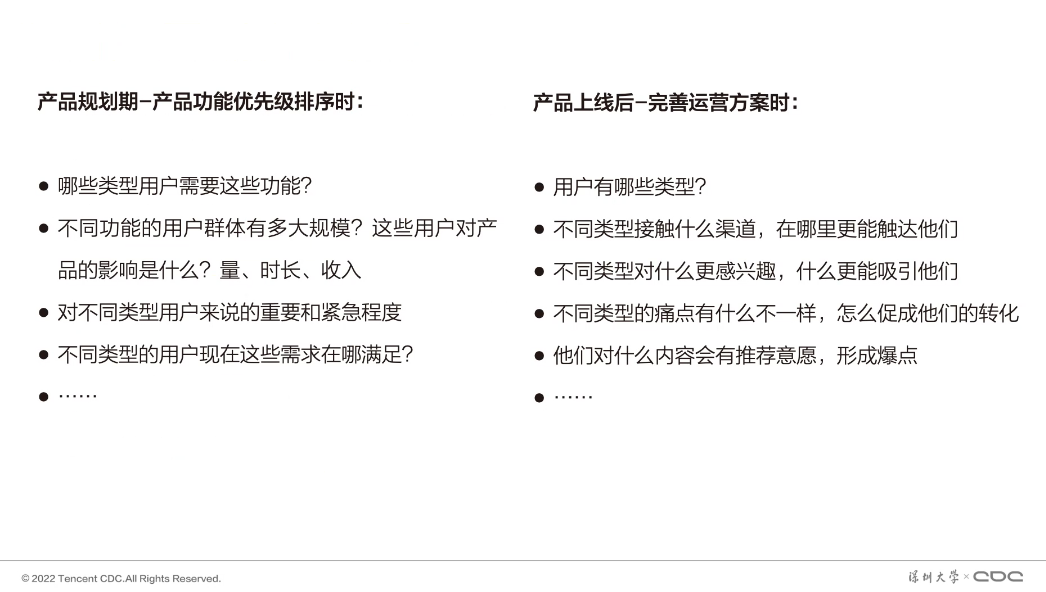 产品规划期–产品功能优先级排序时：
● 哪些类型用户需要这些功能？
● 不同功能的用户群体有多大规模？这些用户对产
品的影响是什么？量、时长、收入
● 对不同类型用户来说的重要和紧急程度
● 不同类型的用户现在这些需求在哪满足？
● ……
产品上线后–完善运营方案时：
● 用户有哪些类型？
● 不同类型接触什么渠道，在哪里更能触达他们
● 不同类型对什么更感兴趣，什么更能吸引他们
● 不同类型的痛点有什么不一样，怎么促成他们的转化
● 他们对什么内容会有推荐意愿，形成爆点
● ……
© 2022 Tencent CDC.All Rights Reserved.
深圳大学 × CDC